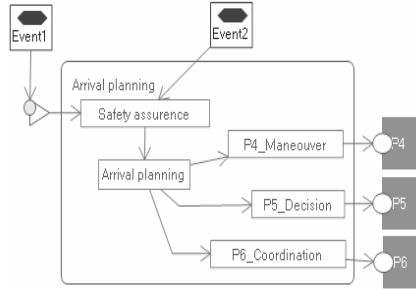 Event1
Event2
Arrival planning
Safety assurence
P4_Maneouver
P4
Arrival planning
P5_Decision
P5
P6_Coordination
P6